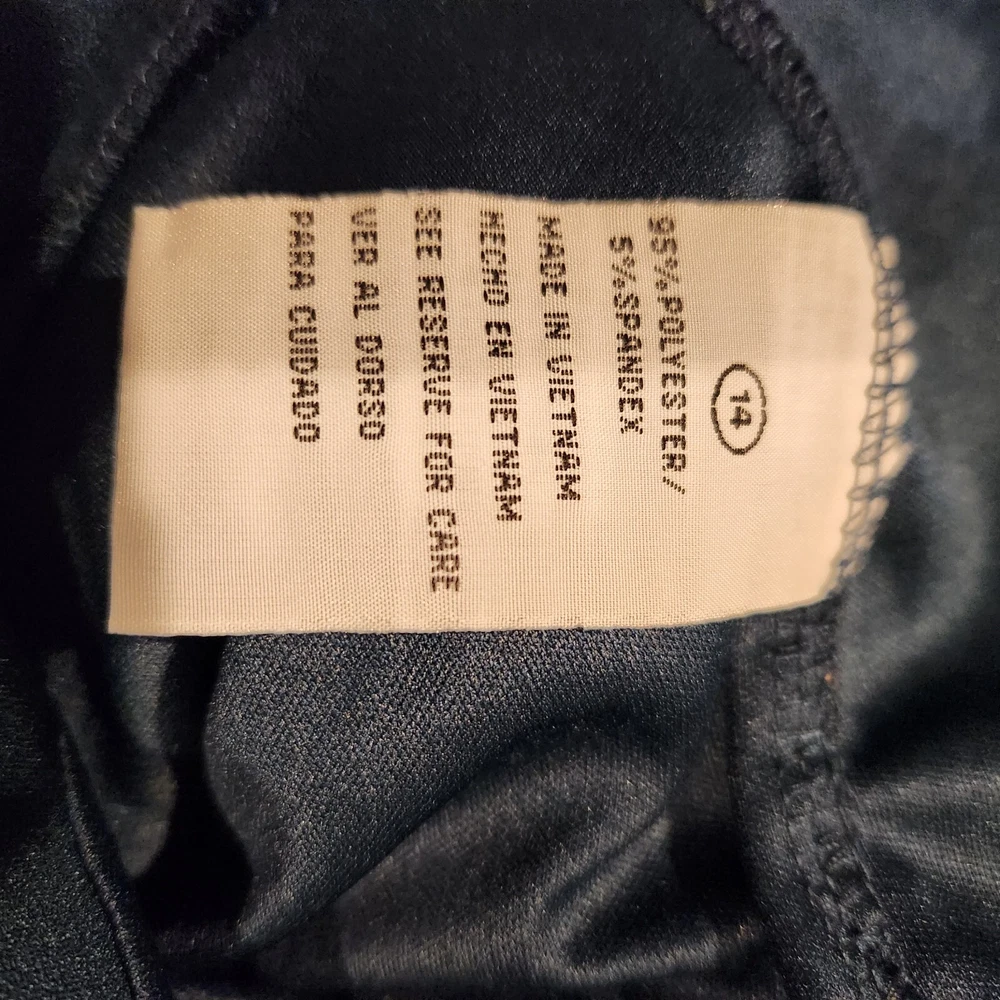 14
95%POLYESTER/
5%SPANDEX
MADE IN VIETNAM
HECHO EN VIETNAM
SEE RESERVE FOR CARE
VER AL DORSO
PARA CUIDADO